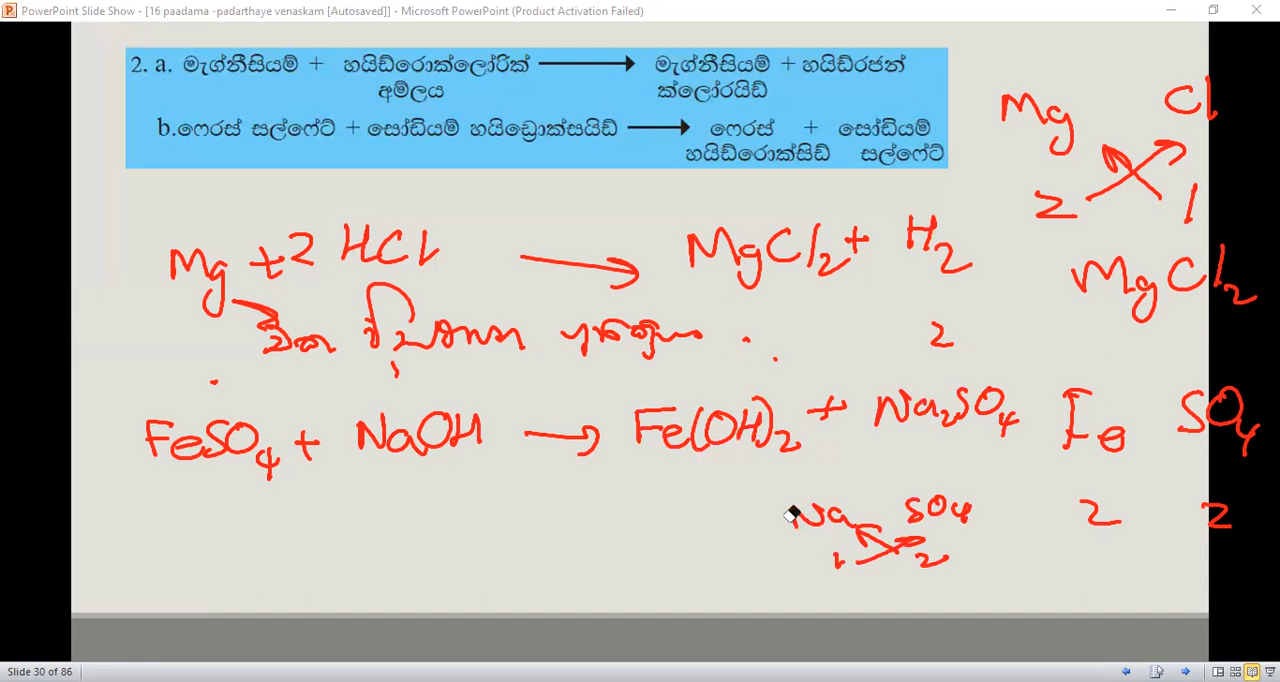 PowerPoint Slide Show - [16 paadama -padarthaye venaskam [Autosaved]] - Microsoft PowerPoint (Product Activation Failed)
2. a. මැග්නීසියම් + හයිඩ්රොක්ලෝරික් → මැග්නීසියම් + හයිඩ්රජන්
අම්ලය ක්ලෝරයිඩ්
b.ෆෙරස් සල්ෆේට් + සෝඩියම් හයිඩ්‍රොක්සයිඩ් → ෆෙරස් + සෝඩියම්
හයිඩ්රොක්සිඩ් සල්ෆේට්
Mg Cl
2 1
Mg + 2 HCl → MgCl2 + H2
MgCl2
2
FeSO4 + NaOH → Fe(OH)2 + Na2SO4
Fe SO4
2 2
Na SO4
1 2
Slide 30 of 86